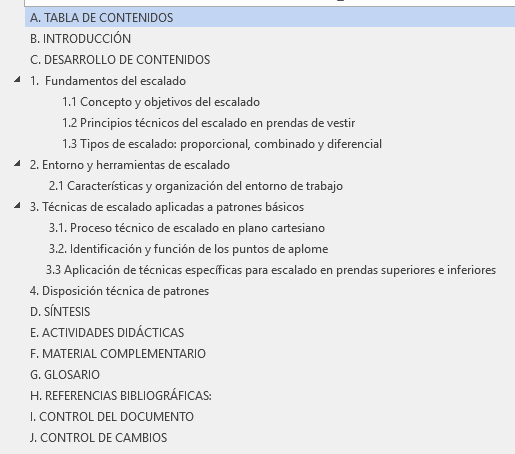 A. TABLA DE CONTENIDOS
B. INTRODUCCIÓN
C. DESARROLLO DE CONTENIDOS
1.  Fundamentos del escalado
1.1 Concepto y objetivos del escalado
1.2 Principios técnicos del escalado en prendas de vestir
1.3 Tipos de escalado: proporcional, combinado y diferencial
2. Entorno y herramientas de escalado
2.1 Características y organización del entorno de trabajo
3. Técnicas de escalado aplicadas a patrones básicos
3.1. Proceso técnico de escalado en plano cartesiano
3.2. Identificación y función de los puntos de aplome
3.3 Aplicación de técnicas específicas para escalado en prendas superiores e inferiores
4. Disposición técnica de patrones
D. SÍNTESIS
E. ACTIVIDADES DIDÁCTICAS
F. MATERIAL COMPLEMENTARIO
G. GLOSARIO
H. REFERENCIAS BIBLIOGRÁFICAS:
I. CONTROL DEL DOCUMENTO
J. CONTROL DE CAMBIOS